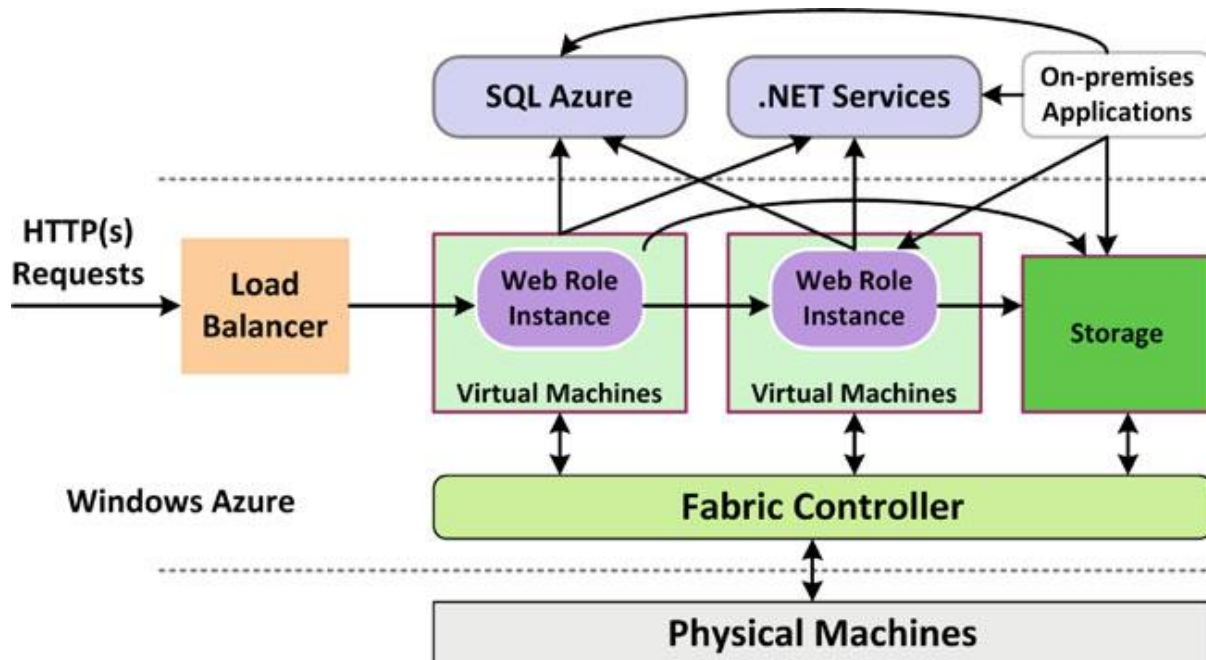 SQL Azure
.NET Services
On-premises
Applications
HTTP(s)
Requests
Load
Balancer
Web Role
Instance
Virtual Machines
Web Role
Instance
Virtual Machines
Storage
Windows Azure
Fabric Controller
Physical Machines